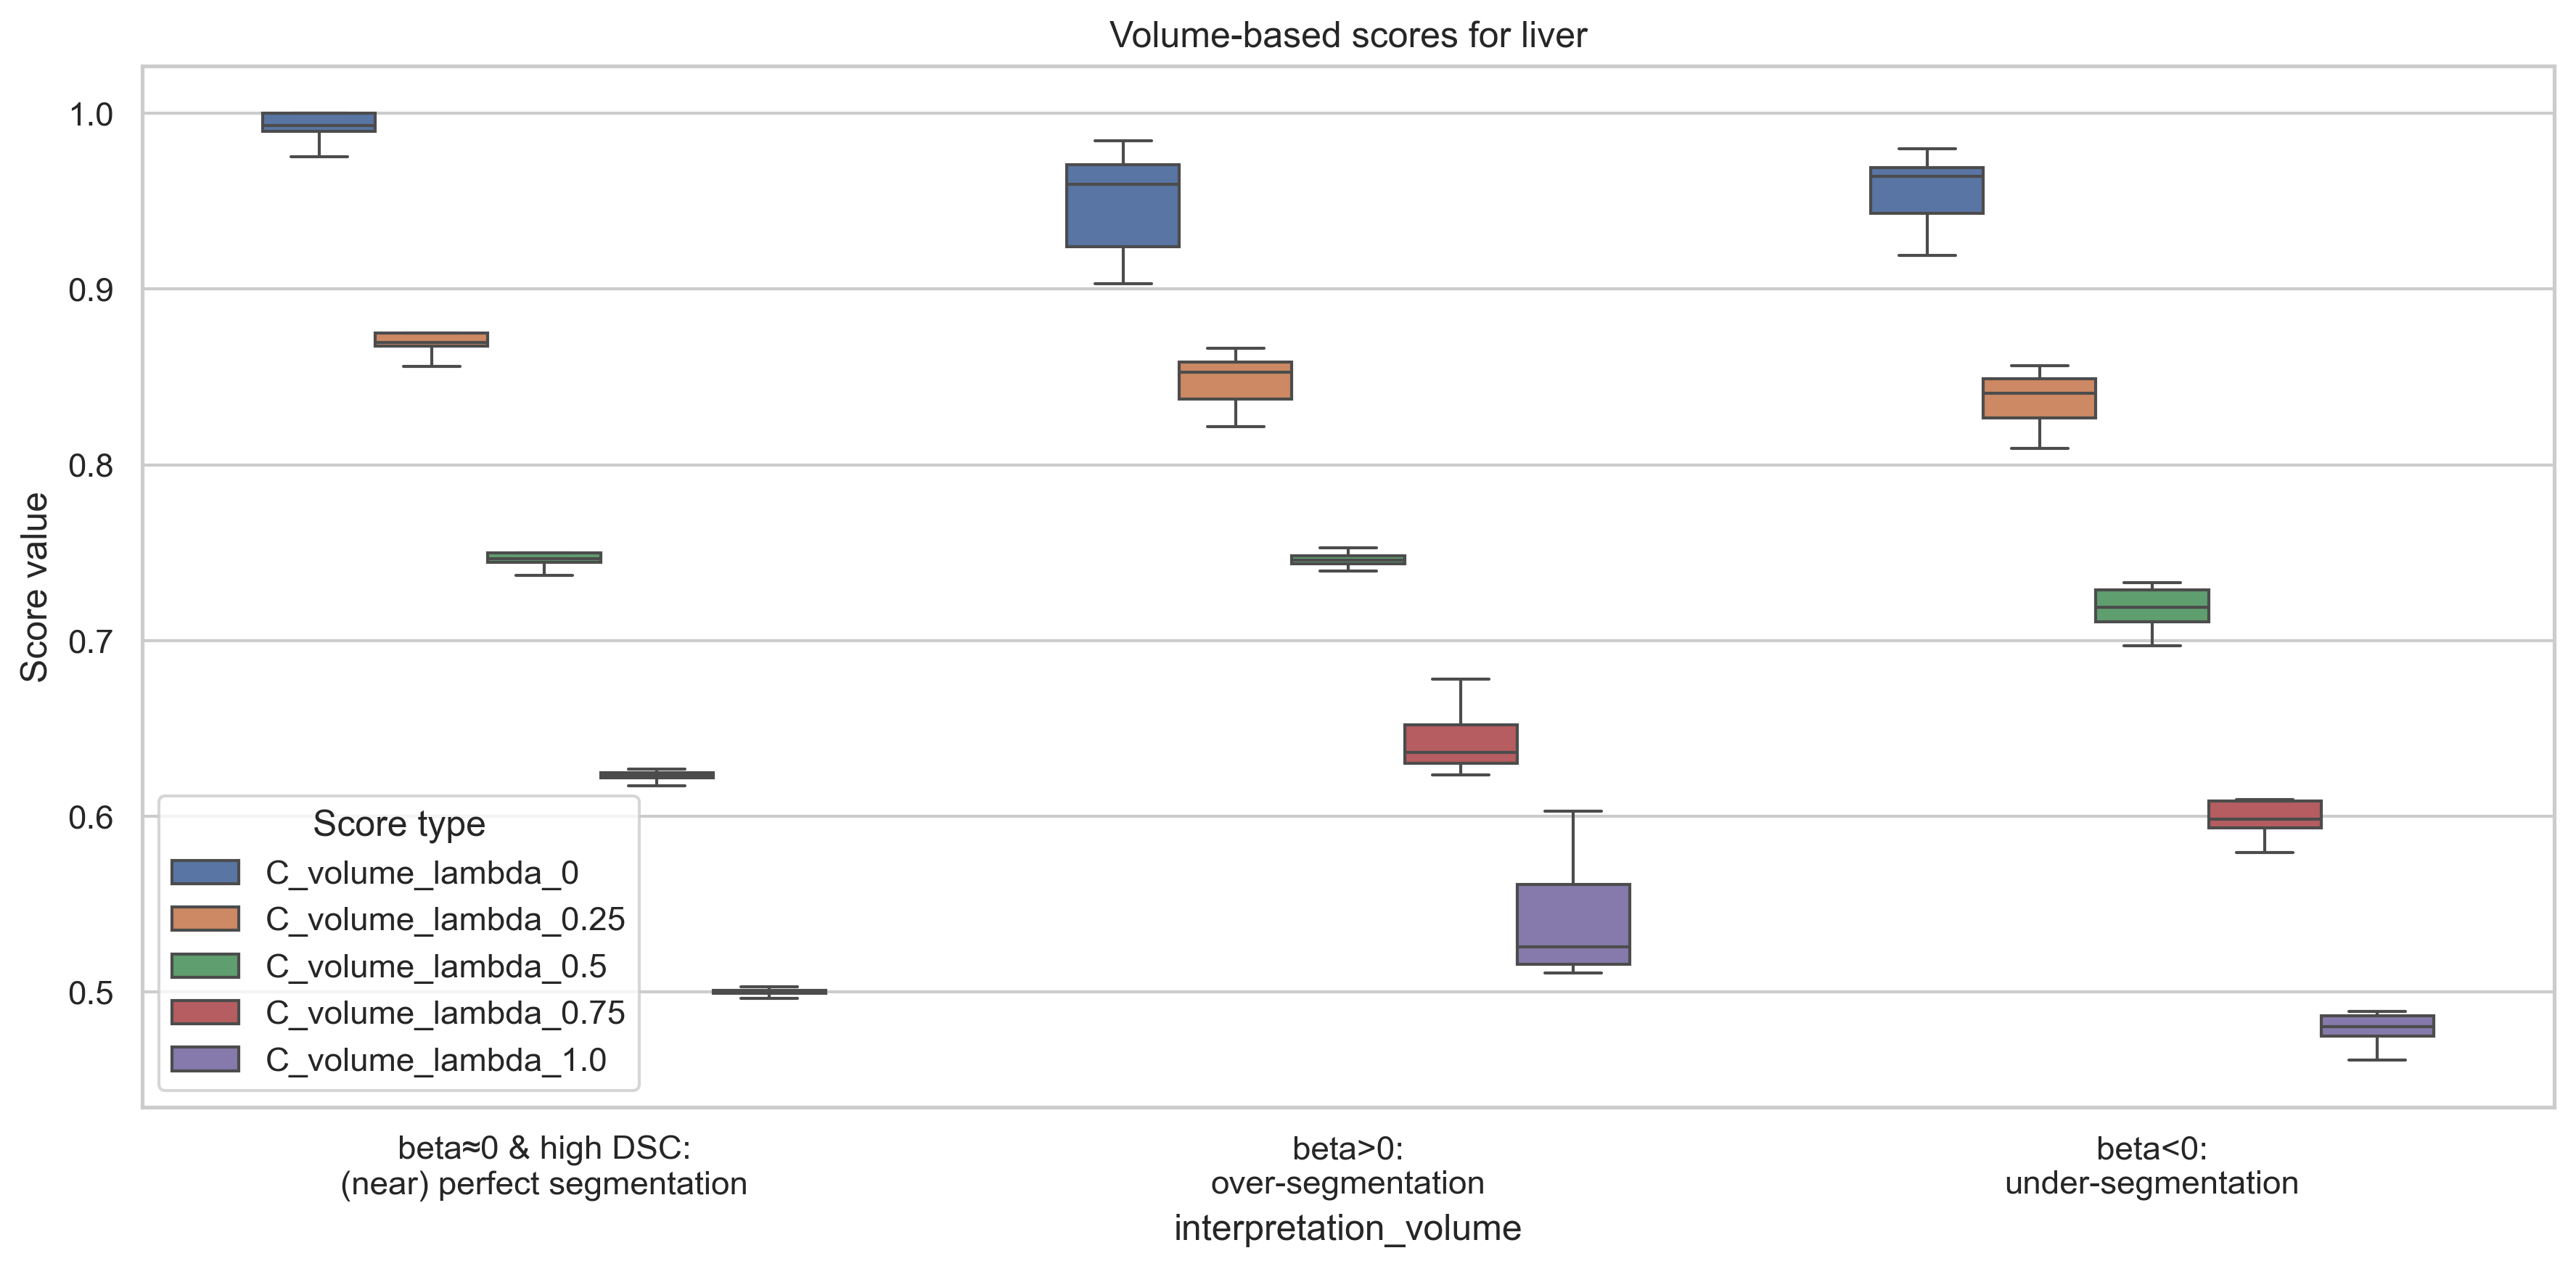 Volume-based scores for liver
Score value
1.0
0.9
0.8
0.7
0.6
0.5
Score type
C_volume_lambda_0
C_volume_lambda_0.25
C_volume_lambda_0.5
C_volume_lambda_0.75
C_volume_lambda_1.0
beta≈0 & high DSC:
(near) perfect segmentation
beta>0:
over-segmentation
beta<0:
under-segmentation
interpretation_volume